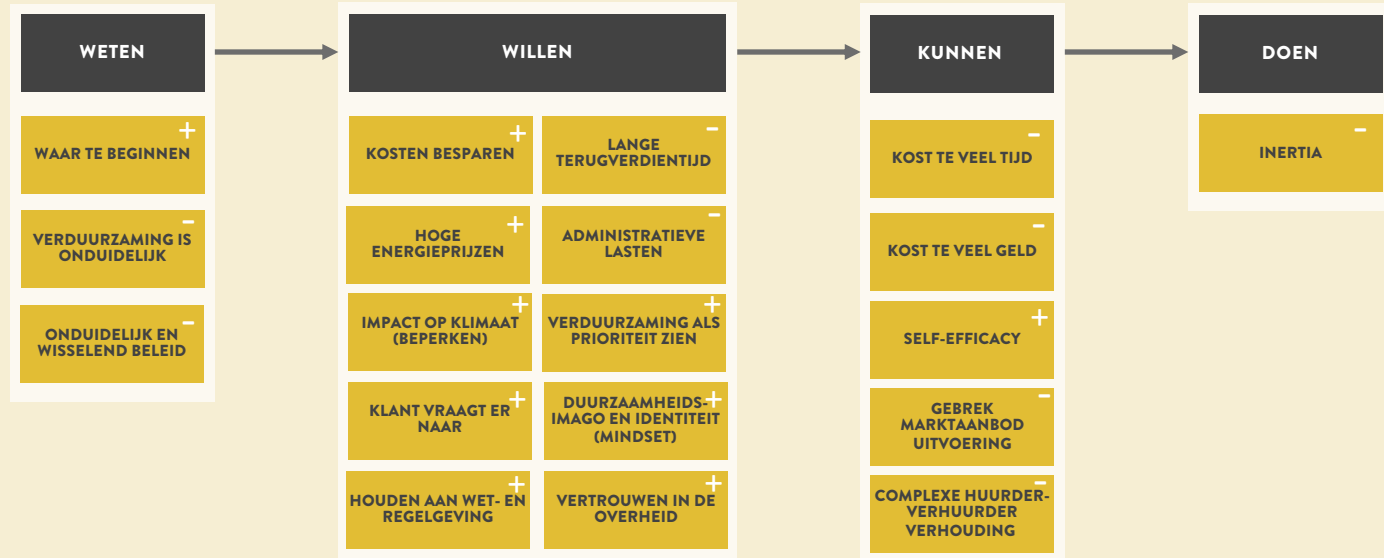 WETEN
WAAR TE BEGINNEN
+
VERDUURZAMING IS
ONDUIDELIJK
-
ONDUIDELIJK EN
WISSELEND BELEID
-
WILLEN
KOSTEN BESPAREN
+
LANGE
TERUGVERDIENTIJD
-
HOGE
ENERGIEPRIJZEN
+
ADMINISTRATIEVE
LASTEN
-
IMPACT OP KLIMAAT
(BEPERKEN)
+
VERDUURZAMING ALS
PRIORITEIT ZIEN
+
KLANT VRAAGT ER
NAAR
+
DUURZAAMHEIDS-
IMAGO EN IDENTITEIT
(MINDSET)
+
HOUDEN AAN WET- EN
REGELGEVING
+
VERTROUWEN IN DE
OVERHEID
+
KUNNEN
KOST TE VEEL TIJD
-
KOST TE VEEL GELD
-
SELF-EFFICACY
+
GEBREK
MARKTAANBOD
UITVOERING
-
COMPLEXE HUURDER-
VERHUURDER
VERHOUDING
-
DOEN
INERTIA
-